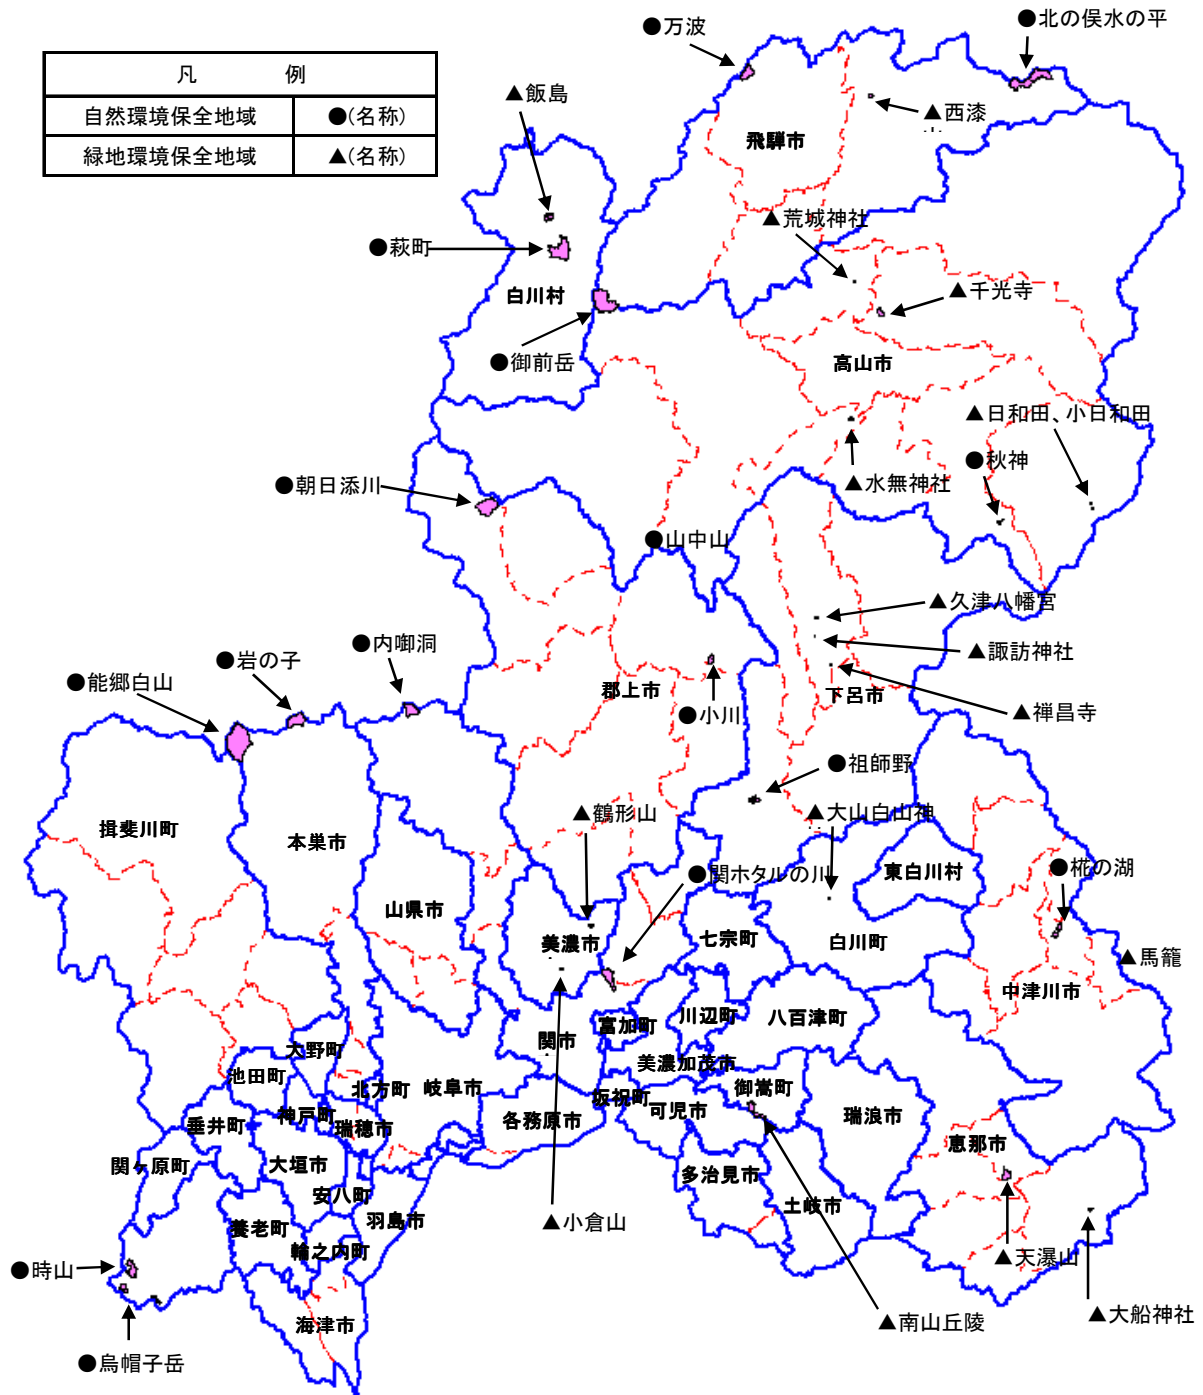 ●万波
●北の俣水の平
凡 例
自然環境保全地域 ●(名称)
緑地環境保全地域 ▲(名称)
▲飯島
▲西漆
飛騨市
▲荒城神社
●萩町
白川村
▲千光寺
●御前岳
高山市
▲日和田、小日和田
●秋神
●朝日添川
▲水無神社
●山中山
▲久津八幡宮
▲諏訪神社
●内啣洞
●岩の子
●能郷白山
郡上市
下呂市
●小川
▲禅昌寺
●祖師野
▲鶴形山
▲大山白山神
揖斐川町
本巣市
●関ホタルの川
東白川村
●椛の湖
山県市
美濃市
七宗町
白川町
▲馬籠
中津川市
富加町
川辺町
八百津町
関市
大野町
美濃加茂市
池田町
北方町
岐阜市
坂祝町
御嵩町
神戸町
各務原市
可児市
瑞浪市
垂井町
瑞穂市
恵那市
関ヶ原町
大垣市
多治見市
安八町
土岐市
羽島市
▲小倉山
養老町
輪之内町
▲天瀑山
●時山
▲大船神社
▲南山丘陵
海津市
●烏帽子岳